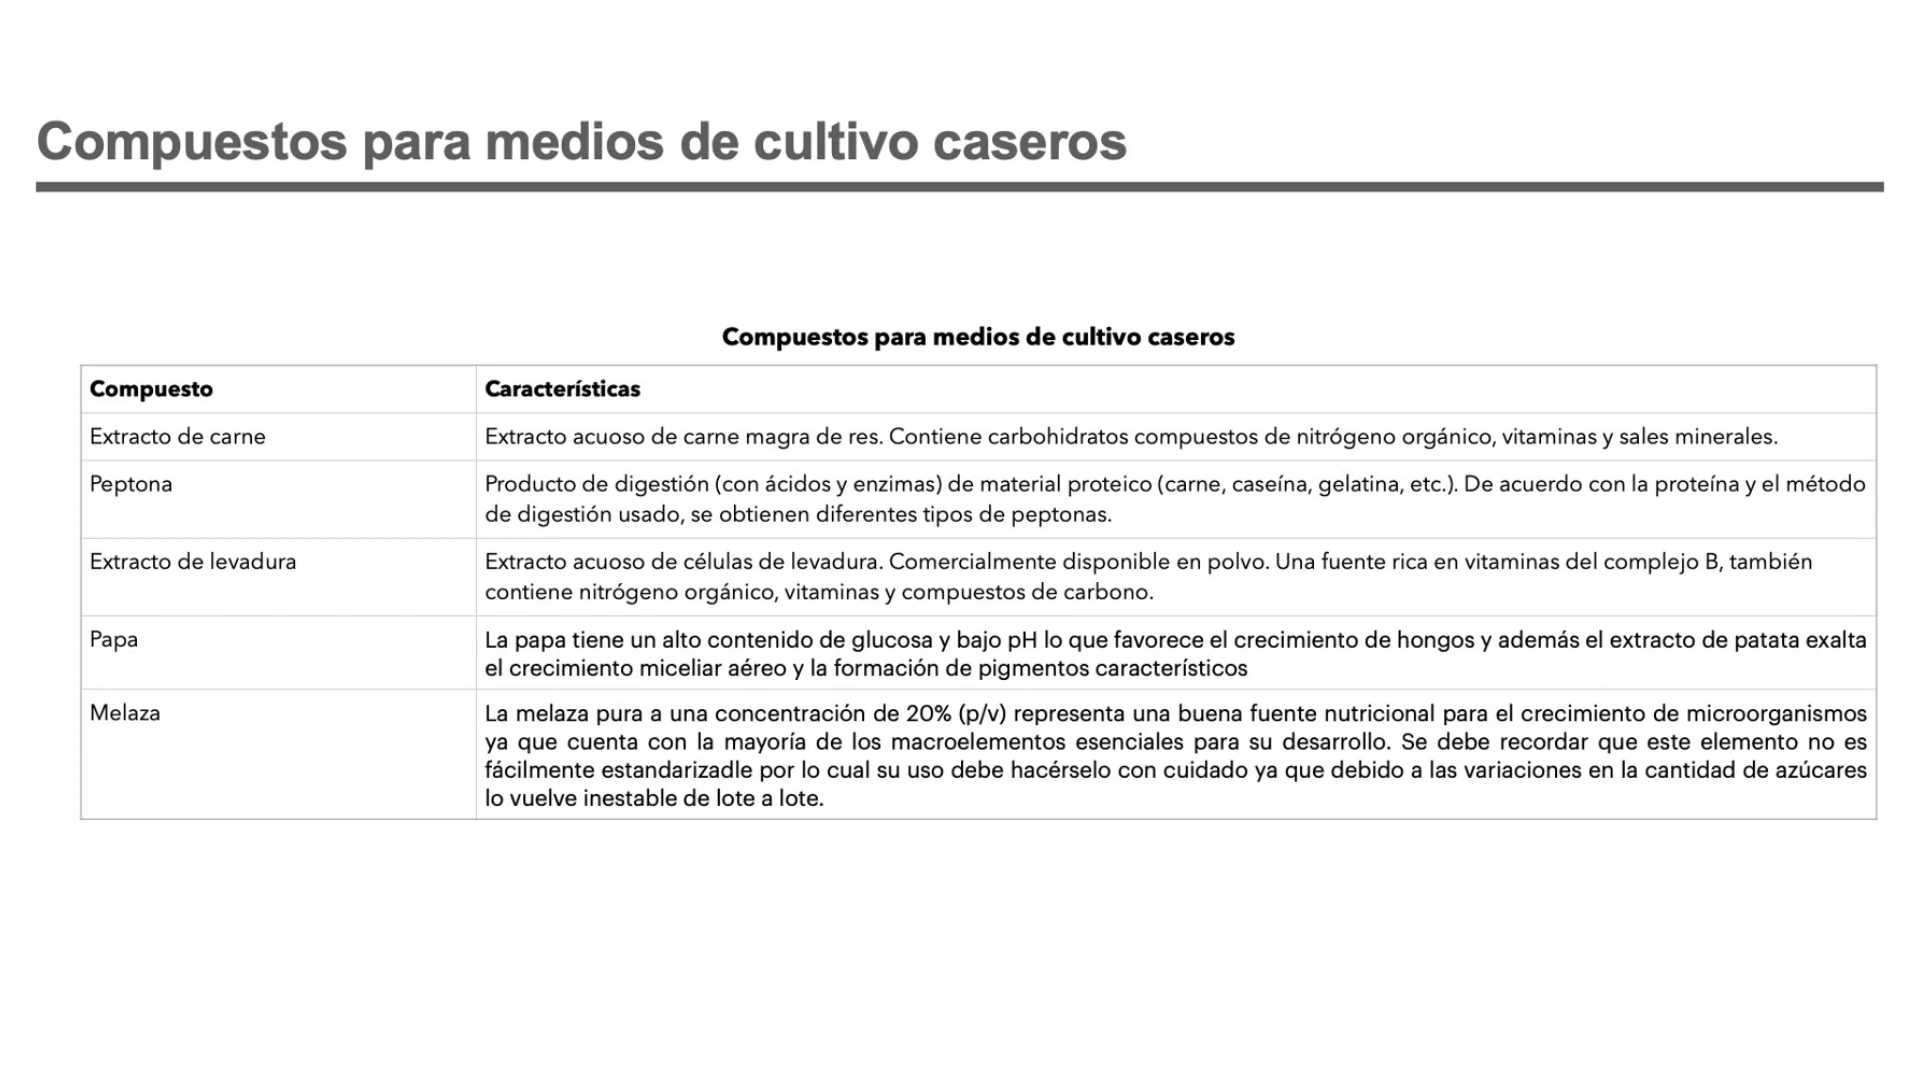 Compuestos para medios de cultivo caseros
Compuestos para medios de cultivo caseros
Compuesto
Características
Extracto de carne
Extracto acuoso de carne magra de res. Contiene carbohidratos compuestos de nitrógeno orgánico, vitaminas y sales minerales.
Peptona
Producto de digestión (con ácidos y enzimas) de material proteico (carne, caseína, gelatina, etc.). De acuerdo con la proteína y el método
de digestión usado, se obtienen diferentes tipos de peptonas.
Extracto de levadura
Extracto acuoso de células de levadura. Comercialmente disponible en polvo. Una fuente rica en vitaminas del complejo B, también
contiene nitrógeno orgánico, vitaminas y compuestos de carbono.
Papa
La papa tiene un alto contenido de glucosa y bajo pH lo que favorece el crecimiento de hongos y además el extracto de patata exalta
el crecimiento miceliar aéreo y la formación de pigmentos característicos
Melaza
La melaza pura a una concentración de 20% (p/v) representa una buena fuente nutricional para el crecimiento de microorganismos
ya que cuenta con la mayoría de los macroelementos esenciales para su desarrollo. Se debe recordar que este elemento no es
fácilmente estandarizadle por lo cual su uso debe hacérselo con cuidado ya que debido a las variaciones en la cantidad de azúcares
lo vuelve inestable de lote a lote.